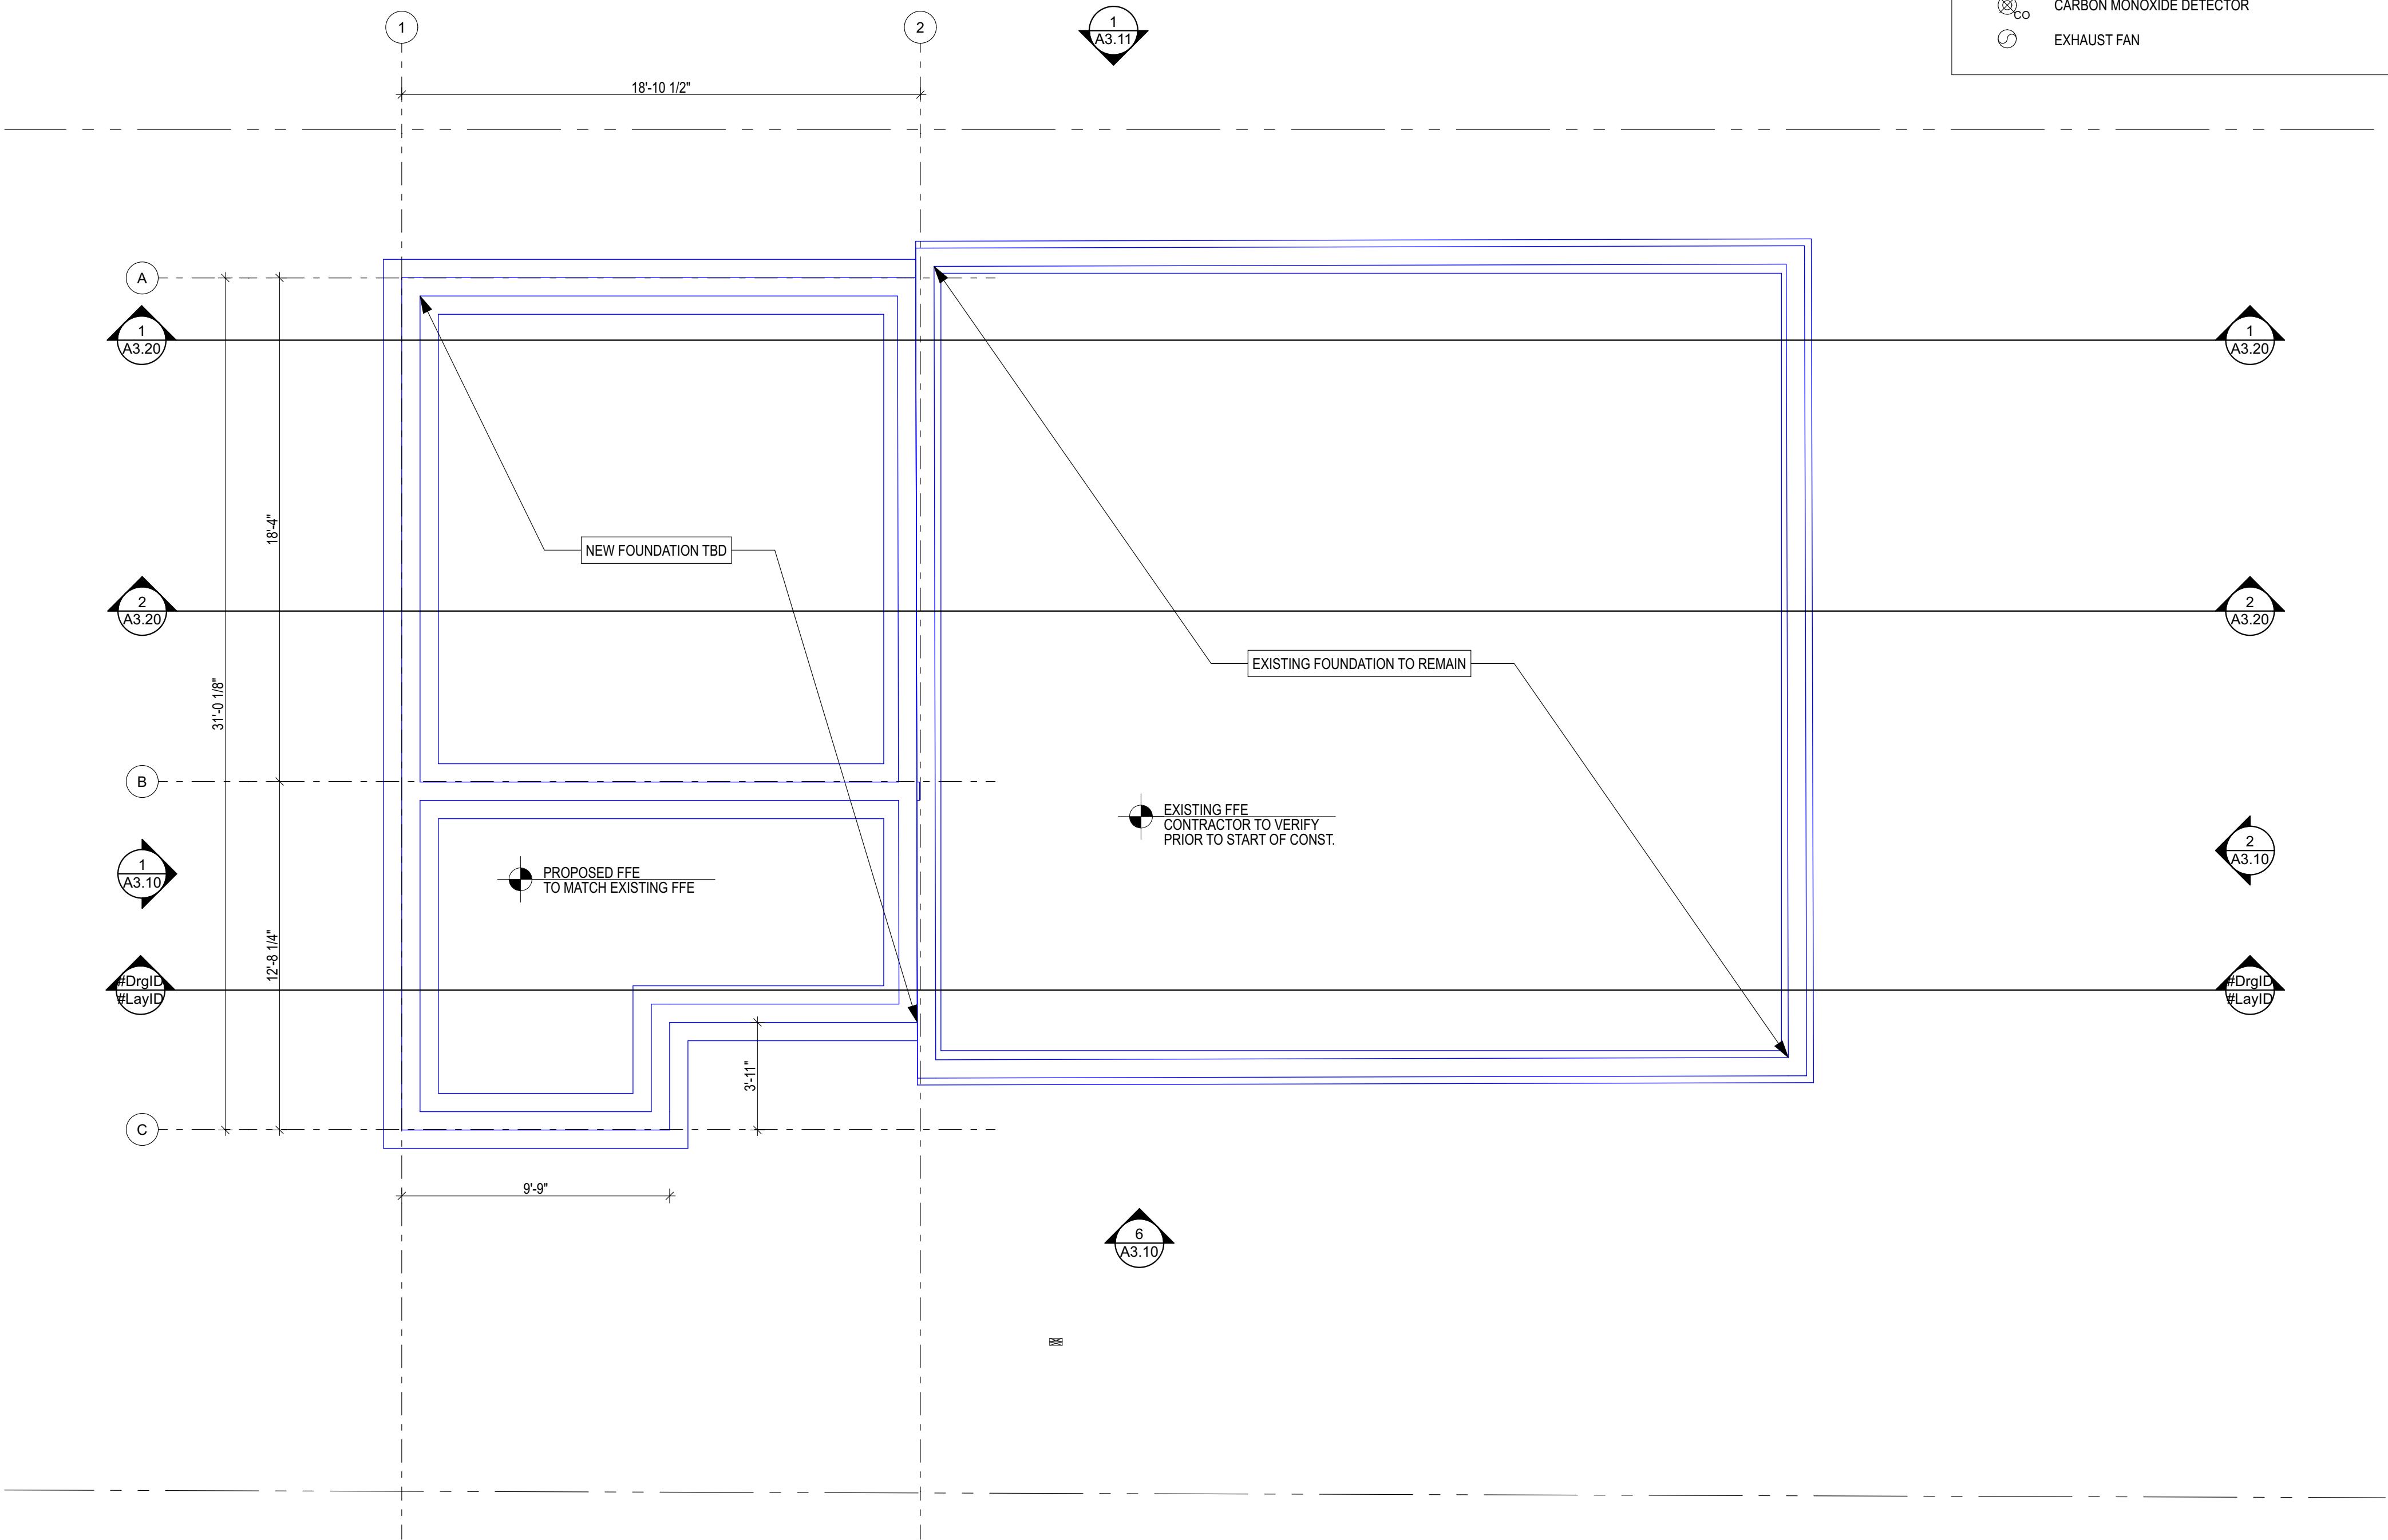 CO CARBON MONOXIDE DETECTOR
EXHAUST FAN
1
2
1
A3.11
18'-10 1/2"
A
1
A3.20
1
A3.20
18'-4"
NEW FOUNDATION TBD
2
A3.20
2
A3.20
31'-0 1/8"
EXISTING FOUNDATION TO REMAIN
B
EXISTING FFE
CONTRACTOR TO VERIFY
PRIOR TO START OF CONST.
1
A3.10
PROPOSED FFE
TO MATCH EXISTING FFE
2
A3.10
12'-8 1/4"
#DrgID
#LayID
#DrgID
#LayID
3'-11"
C
9'-9"
6
A3.10